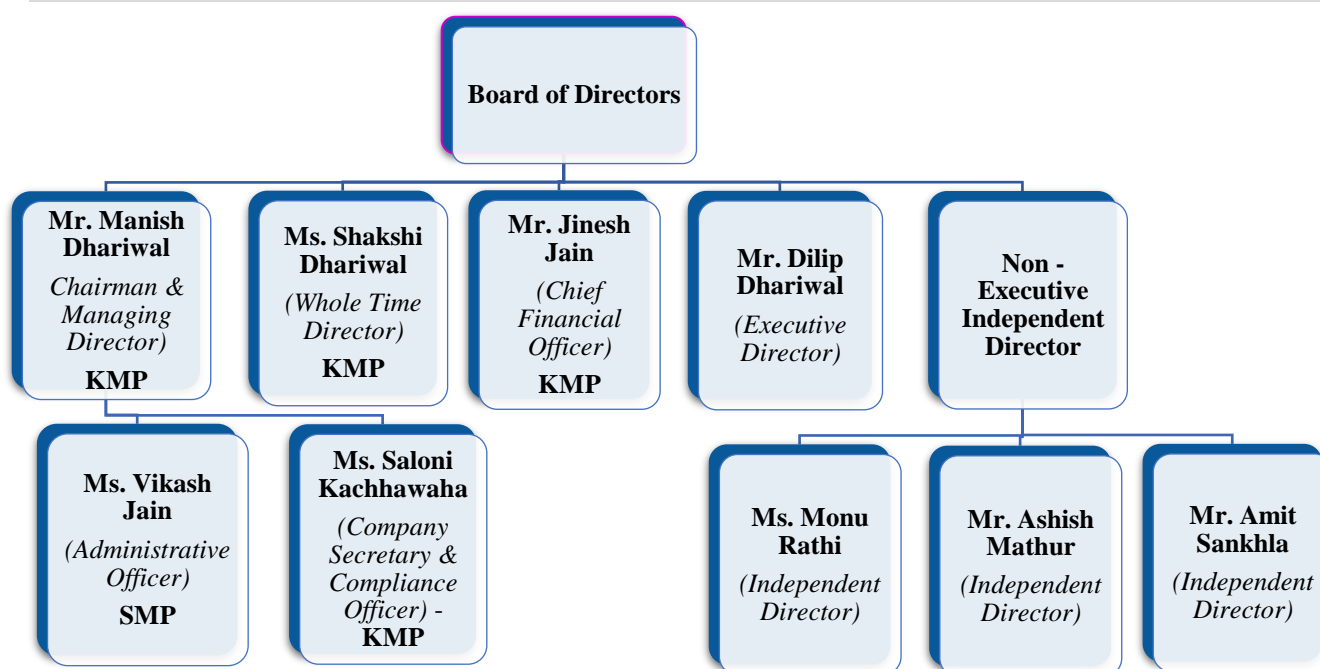 Board of Directors
Mr. Manish
Dhariwal
Chairman &
Managing
Director)
KMP
Ms. Shakshi
Dhariwal
(Whole Time
Director)
KMP
Mr. Jinesh
Jain
(Chief
Financial
Officer)
KMP
Mr. Dilip
Dhariwal
(Executive
Director)
Non -
Executive
Independent
Director
Ms. Vikash
Jain
(Administrative
Officer)
SMP
Ms. Saloni
Kachhawaha
(Company
Secretary &
Compliance
Officer) -
KMP
Ms. Monu
Rathi
(Independent
Director)
Mr. Ashish
Mathur
(Independent
Director)
Mr. Amit
Sankhla
(Independent
Director)